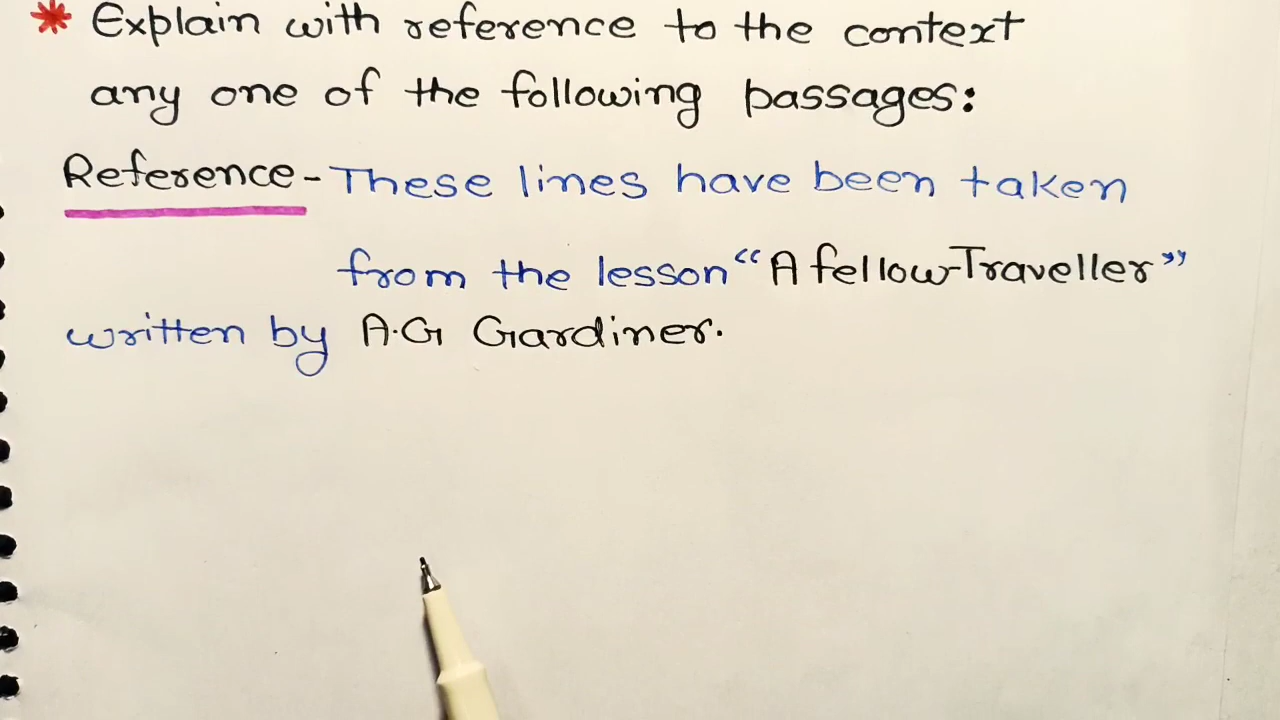 Explain with reference to the context
any one of the following passages:
Reference - These lines have been taken
from the lesson “A fellow-Traveller”
written by A.G Gardiner.